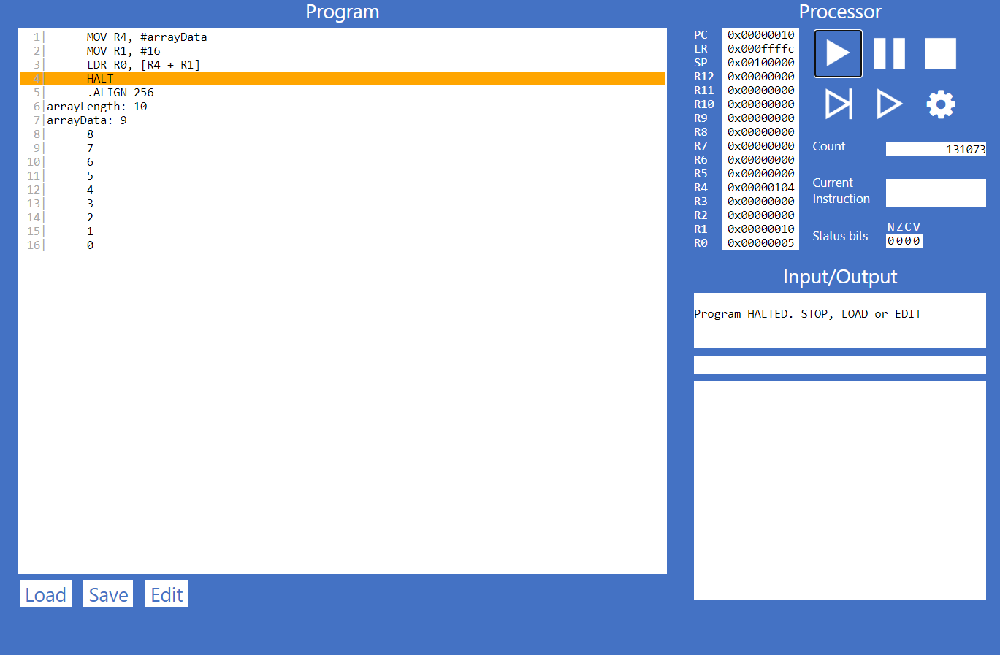 Program
1| MOV R4, #arrayData
2| MOV R1, #16
3| LDR R0, [R4 + R1]
4| HALT
5| .ALIGN 256
6|arrayLength: 10
7|arrayData: 9
8| 8
9| 7
10| 6
11| 5
12| 4
13| 3
14| 2
15| 1
16| 0
Load Save Edit
Processor
PC 0x00000010
LR 0x000ffffc
SP 0x00100000
R12 0x00000000
R11 0x00000000
R10 0x00000000
R9 0x00000000
R8 0x00000000
R7 0x00000000
R6 0x00000000
R5 0x00000000
R4 0x00000104
R3 0x00000000
R2 0x00000000
R1 0x00000010
R0 0x00000005
Count 131073
Current
Instruction
NZCV
Status bits 0000
Input/Output
Program HALTED. STOP, LOAD or EDIT